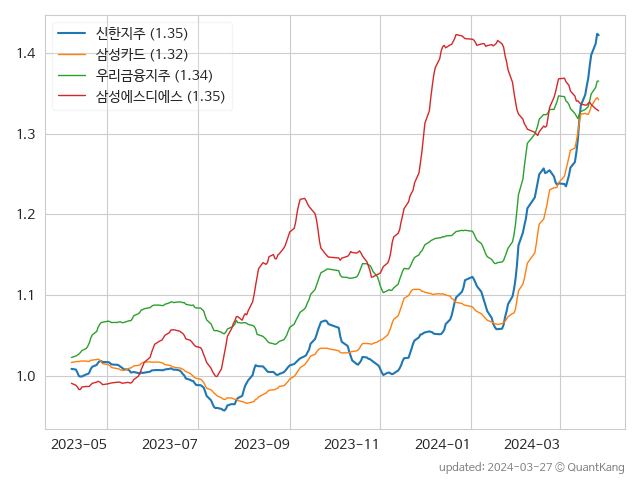 신한지주 (1.35)
삼성카드 (1.32)
우리금융지주 (1.34)
삼성에스디에스 (1.35)
1.4
1.3
1.2
1.1
1.0
2023-05 2023-07 2023-09 2023-11 2024-01 2024-03
updated: 2024-03-27 © QuantKang